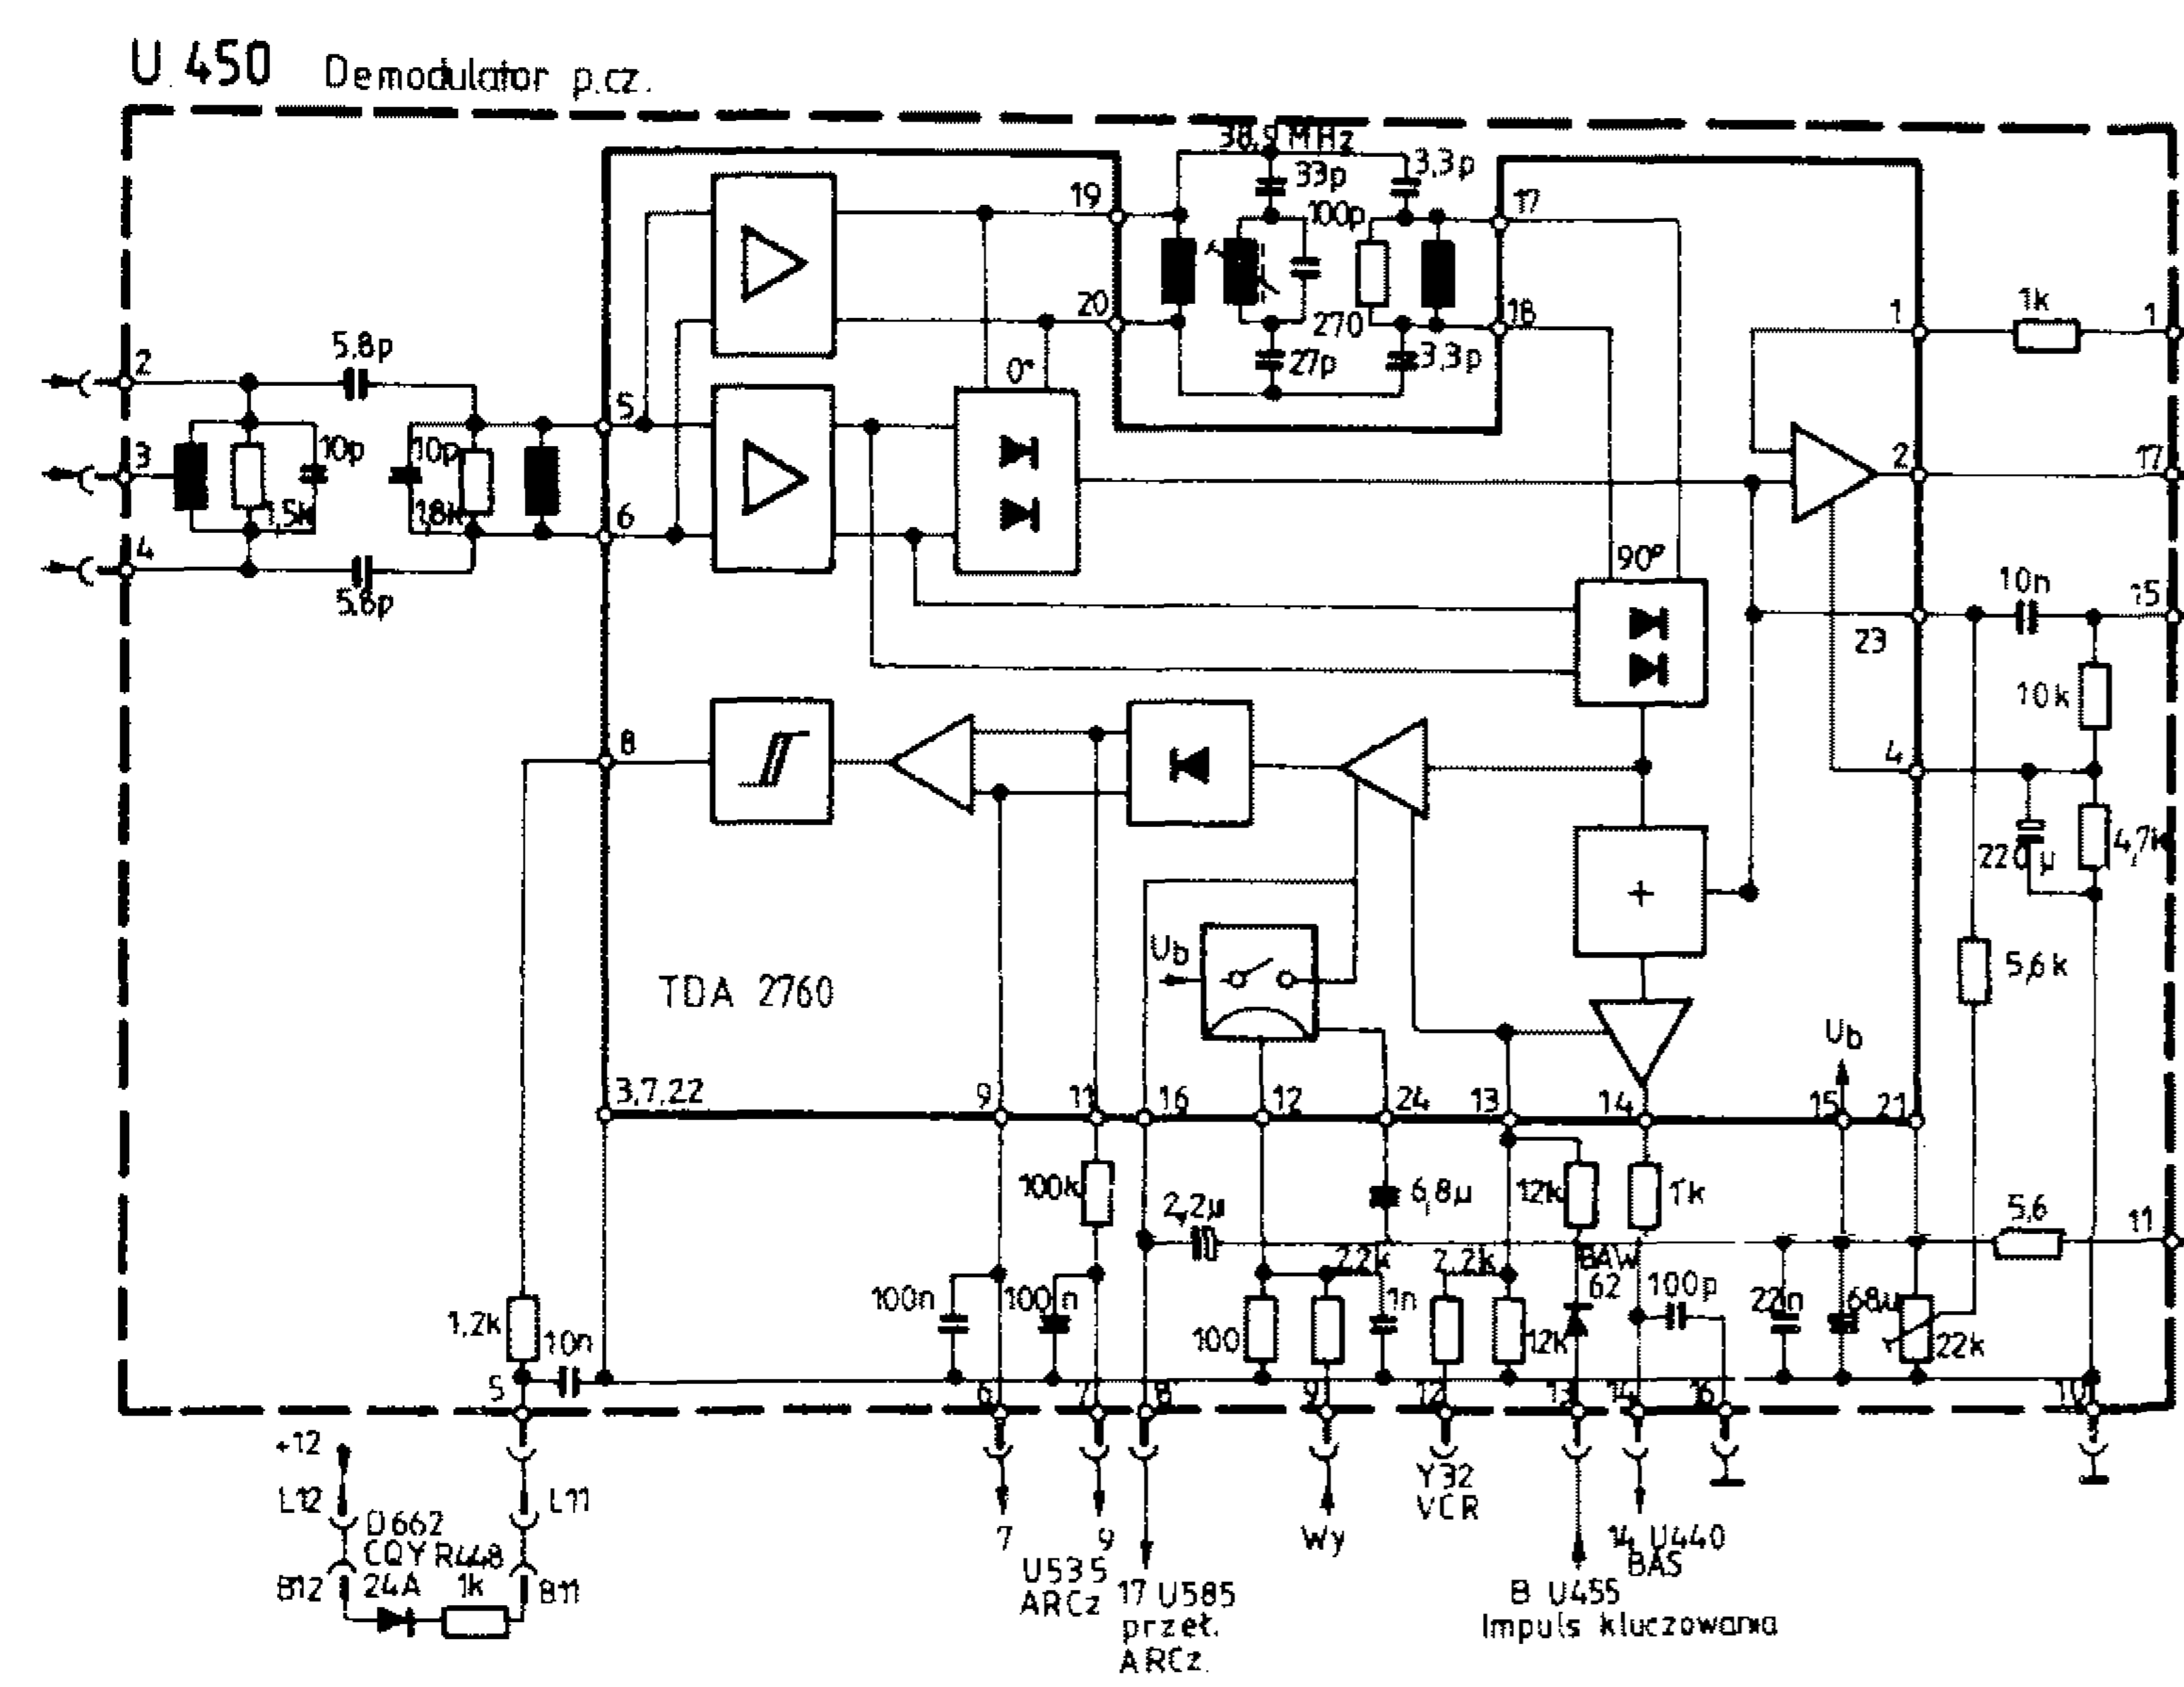 U 450 Demodulator p.cz.
38,9 MHz
33p
3,3p
100p
19
17
20
18
270
27p
3,3p
0°
1
1k
1
2
5,8p
5
10p
10p
3
1,5k
1,8k
6
4
5,8p
2
17
90°
10n
15
23
10k
4
220µ
4,7k
8
+
Ub
5,6k
TDA 2760
Ub
3,7,22
9
11
16
12
24
13
14
15
21
100k
6,8µ
12k
1k
2,2µ
5,6
11
22k
2,2k
BAW
62
100p
100n
100n
1n
22n
68µ
1,2k
10n
100
12k
22k
5
6
7
8
9
12
13
14
16
10
+12
L12
L11
D662
CQY
24A
R448
1k
B12
B11
7
9
U535
ARCz
17 U585
przeł.
ARCz.
Wy
Y32
VCR
14 U440
BAS
8 U455
Impuls kluczowania